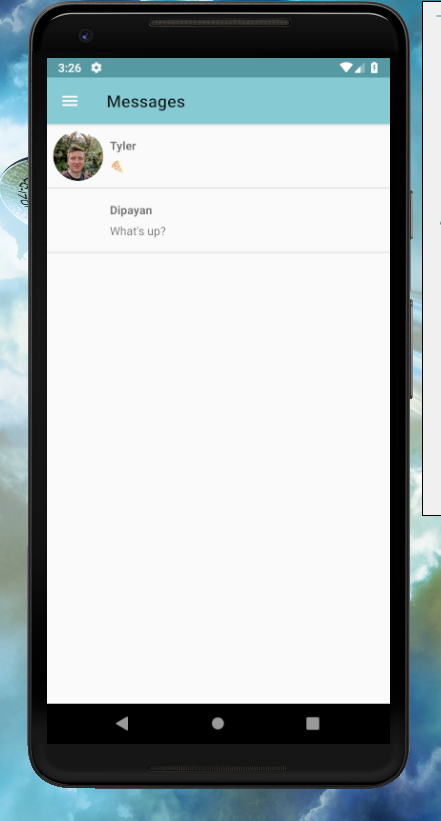 3:26
Messages
Tyler
🍕
Dipayan
What's up?